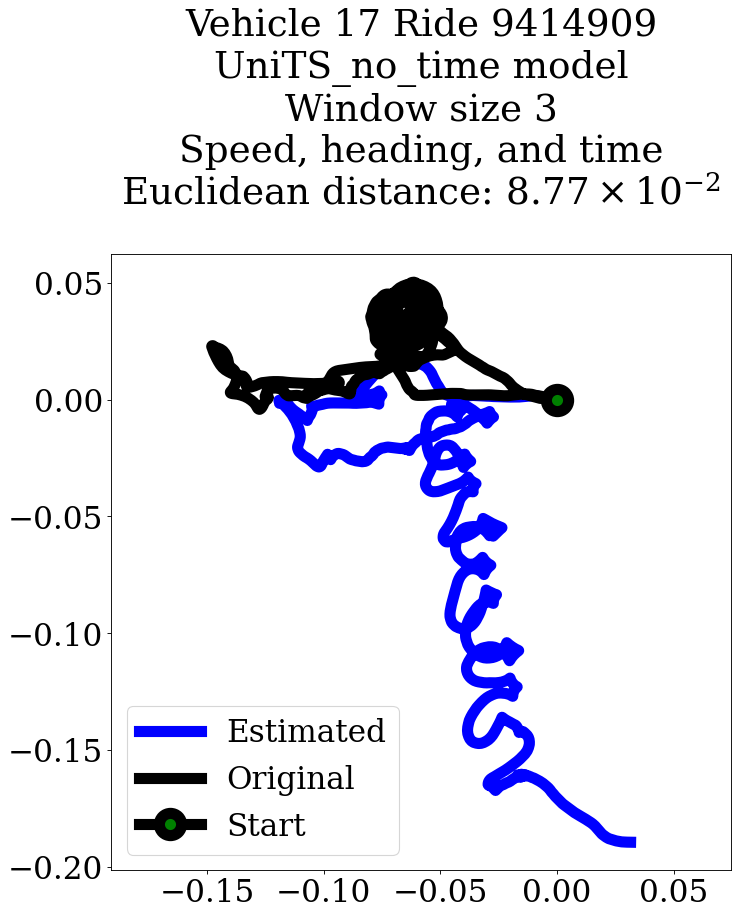 Vehicle 17 Ride 9414909
UniTS_no_time model
Window size 3
Speed, heading, and time
Euclidean distance: 8.77 × 10⁻²
0.05
0.00
−0.05
−0.10
−0.15
−0.20
Estimated
Original
Start
−0.15 −0.10 −0.05 0.00 0.05